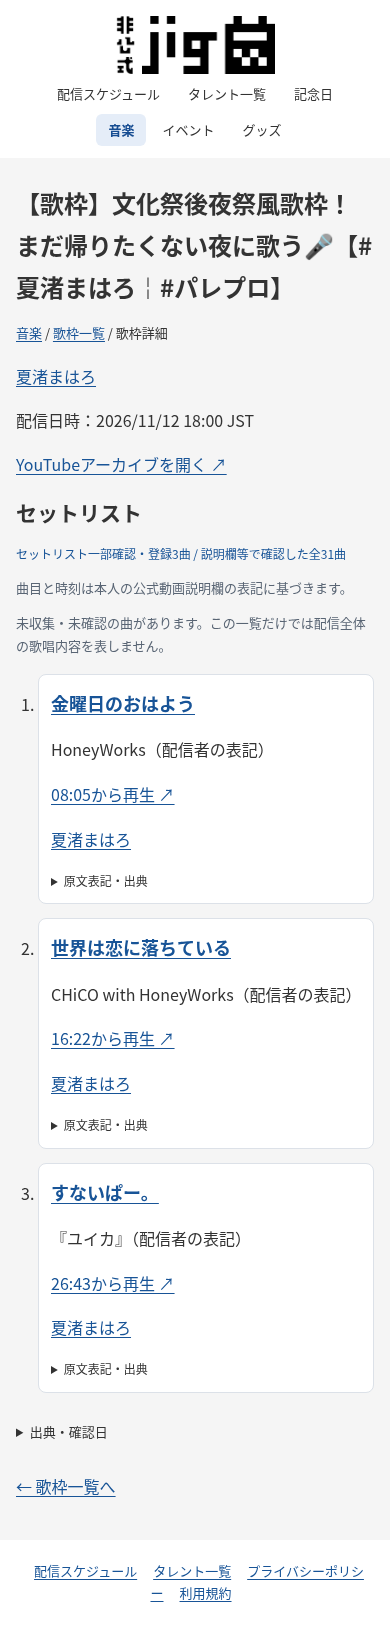 非公式 jig曲
配信スケジュール タレント一覧 記念日
音楽 イベント グッズ
【歌枠】文化祭後夜祭風歌枠！
まだ帰りたくない夜に歌う🎤【#
夏渚まほろ￤#パレプロ】
音楽 / 歌枠一覧 / 歌枠詳細
夏渚まほろ
配信日時：2026/11/12 18:00 JST
YouTubeアーカイブを開く ↗
セットリスト
セットリスト一部確認・登録3曲 / 説明欄等で確認した全31曲
曲目と時刻は本人の公式動画説明欄の表記に基づきます。
未収集・未確認の曲があります。この一覧だけでは配信全体
の歌唱内容を表しません。
1. 金曜日のおはよう
HoneyWorks（配信者の表記）
08:05から再生 ↗
夏渚まほろ
▶ 原文表記・出典
2. 世界は恋に落ちている
CHiCO with HoneyWorks（配信者の表記）
16:22から再生 ↗
夏渚まほろ
▶ 原文表記・出典
3. すないぱー。
『ユイカ』（配信者の表記）
26:43から再生 ↗
夏渚まほろ
▶ 原文表記・出典
▶ 出典・確認日
← 歌枠一覧へ
配信スケジュール タレント一覧 プライバシーポリシ
ー 利用規約